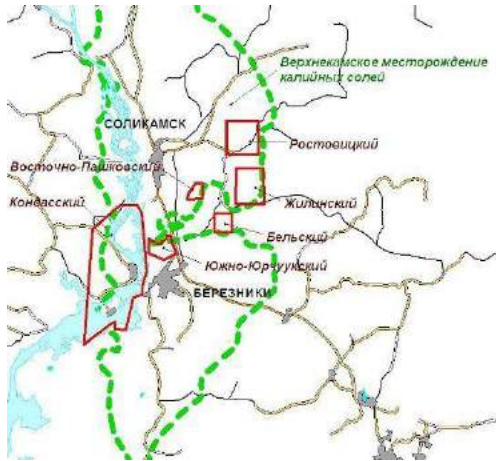 Верхнекамское месторождение
калийных солей
СОЛИКАМСК
Ростовицкий
Восточно-Пашковский
Кондасский
Жилинский
Бельский
Южно-Юрчукский
БЕРЕЗНИКИ